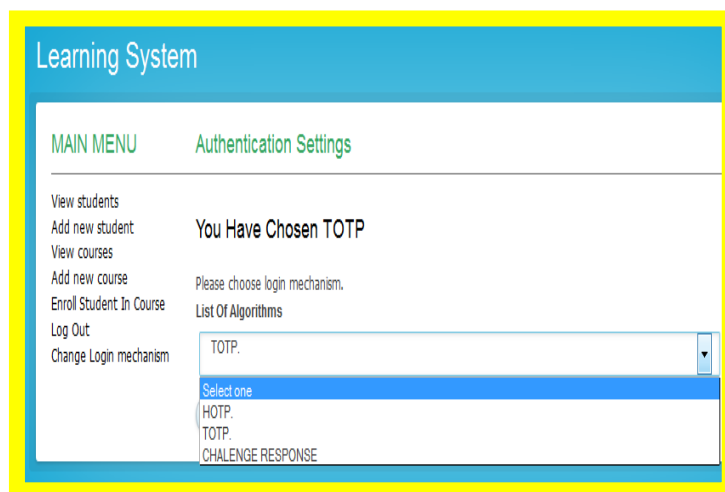 Learning System
MAIN MENU
View students
Add new student
View courses
Add new course
Enroll Student In Course
Log Out
Change Login mechanism
Authentication Settings
You Have Chosen TOTP
Please choose login mechanism.
List Of Algorithms
TOTP.
Select one
HOTP.
TOTP.
CHALENGE RESPONSE